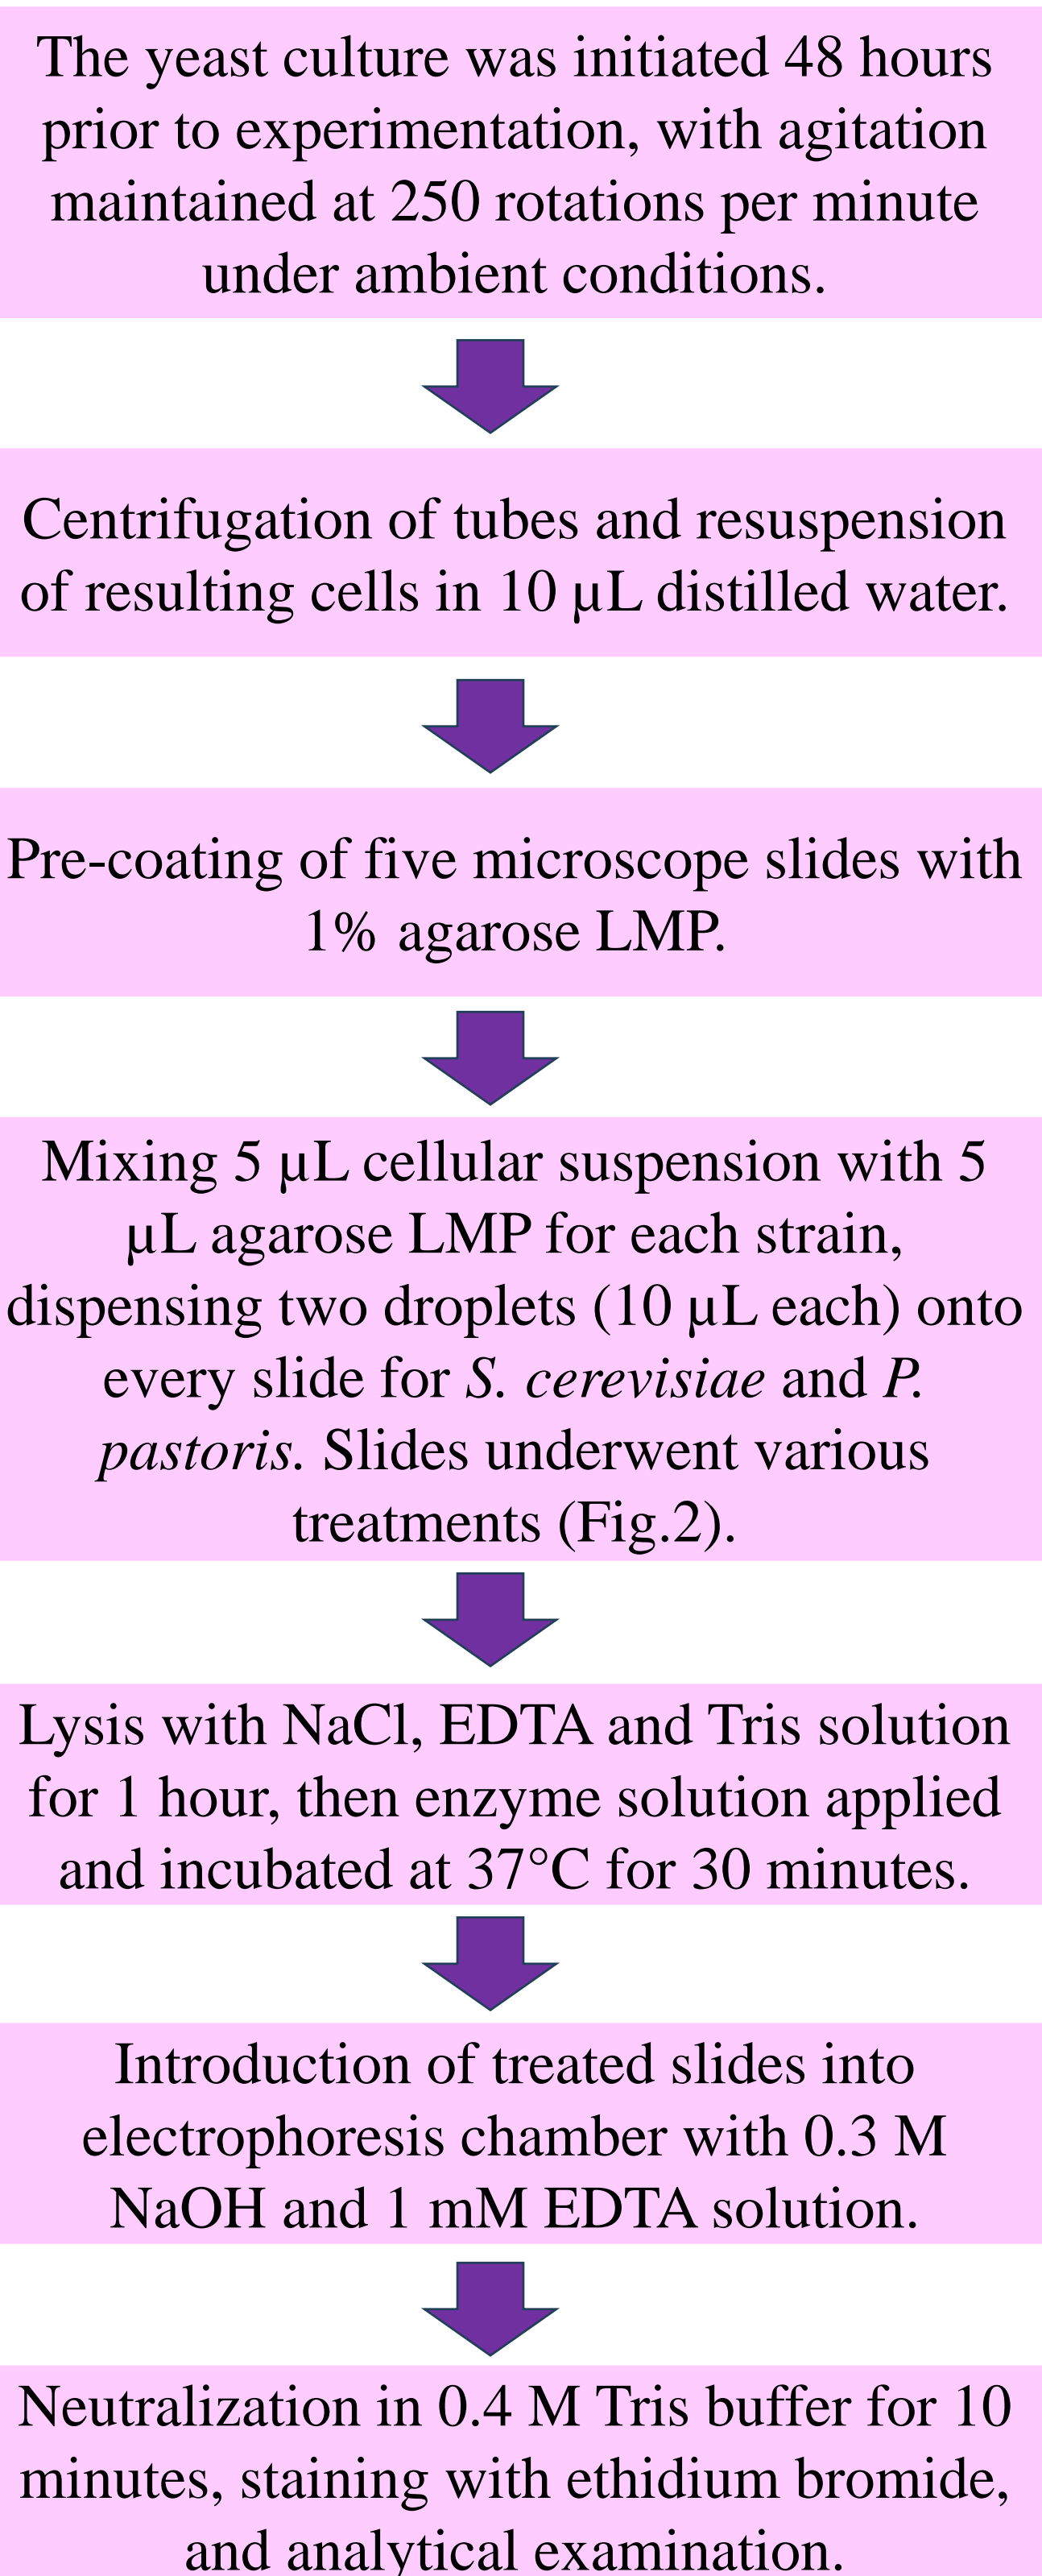 The yeast culture was initiated 48 hours
prior to experimentation, with agitation
maintained at 250 rotations per minute
under ambient conditions.
Centrifugation of tubes and resuspension
of resulting cells in 10 µL distilled water.
Pre-coating of five microscope slides with
1% agarose LMP.
Mixing 5 µL cellular suspension with 5
µL agarose LMP for each strain,
dispensing two droplets (10 µL each) onto
every slide for S. cerevisiae and P.
pastoris. Slides underwent various
treatments (Fig.2).
Lysis with NaCl, EDTA and Tris solution
for 1 hour, then enzyme solution applied
and incubated at 37°C for 30 minutes.
Introduction of treated slides into
electrophoresis chamber with 0.3 M
NaOH and 1 mM EDTA solution.
Neutralization in 0.4 M Tris buffer for 10
minutes, staining with ethidium bromide,
and analytical examination.